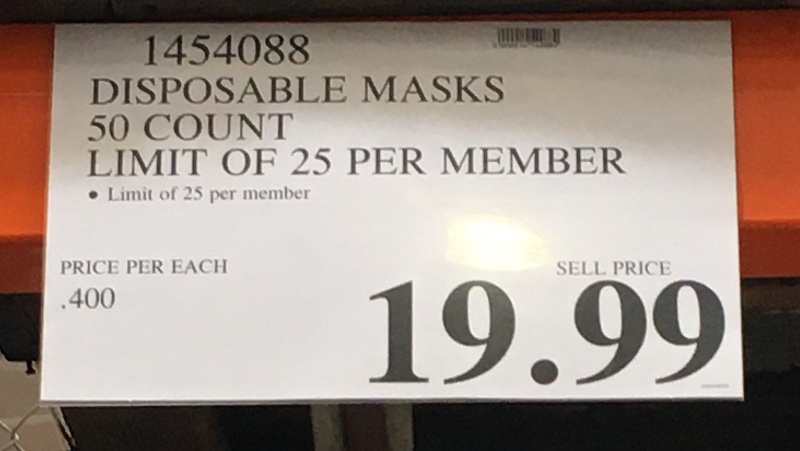 1454088
DISPOSABLE MASKS
50 COUNT
LIMIT OF 25 PER MEMBER
• Limit of 25 per member
PRICE PER EACH
SELL PRICE
.400
19.99